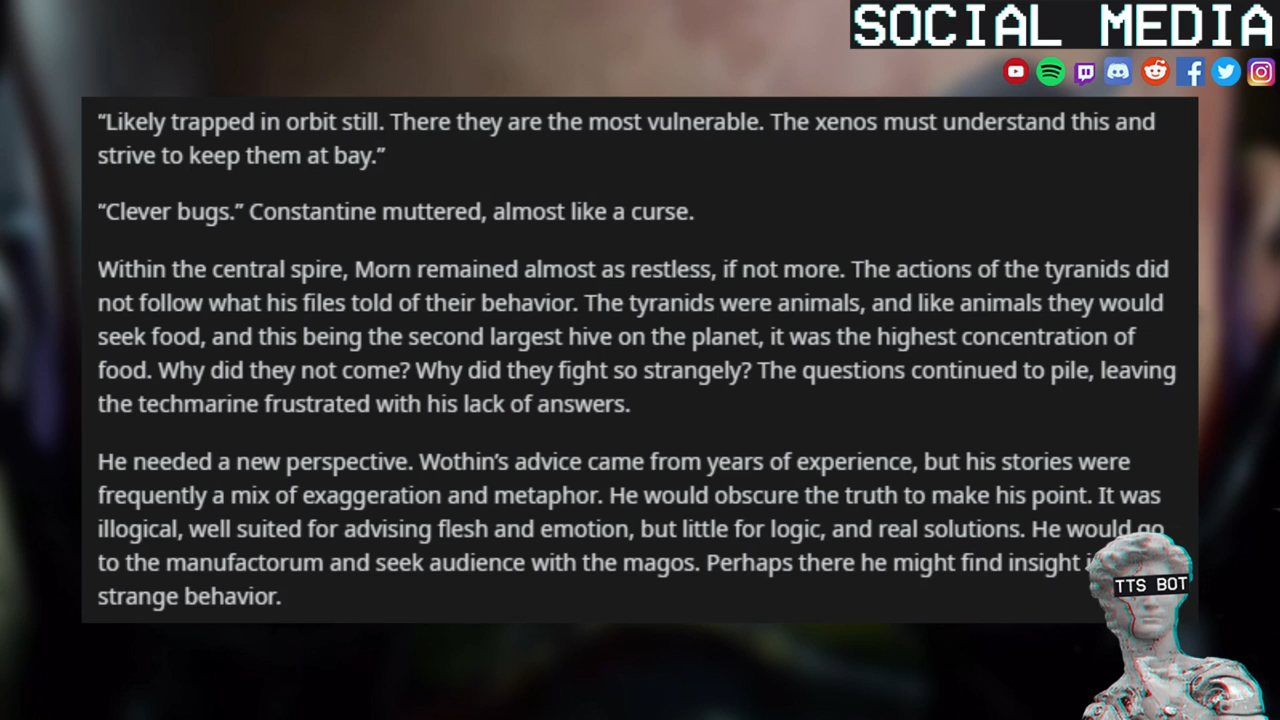 SOCIAL MEDIA
“Likely trapped in orbit still. There they are the most vulnerable. The xenos must understand this and
strive to keep them at bay.”
“Clever bugs.” Constantine muttered, almost like a curse.
Within the central spire, Morn remained almost as restless, if not more. The actions of the tyranids did
not follow what his files told of their behavior. The tyranids were animals, and like animals they would
seek food, and this being the second largest hive on the planet, it was the highest concentration of
food. Why did they not come? Why did they fight so strangely? The questions continued to pile, leaving
the techmarine frustrated with his lack of answers.
He needed a new perspective. Wothin’s advice came from years of experience, but his stories were
frequently a mix of exaggeration and metaphor. He would obscure the truth to make his point. It was
illogical, well suited for advising flesh and emotion, but little for logic, and real solutions. He would go
to the manufactorum and seek audience with the magos. Perhaps there he might find insight
strange behavior.
TTS BOT